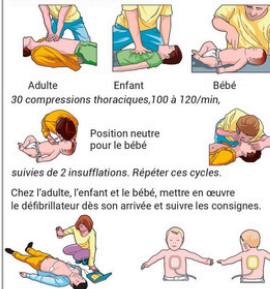 Adulte Enfant Bébé
30 compressions thoraciques,100 à 120/min,
Position neutre
pour le bébé
suivies de 2 insufflations. Répéter ces cycles.
Chez l'adulte, l'enfant et le bébé, mettre en œuvre
le défibrillateur dès son arrivée et suivre les consignes.